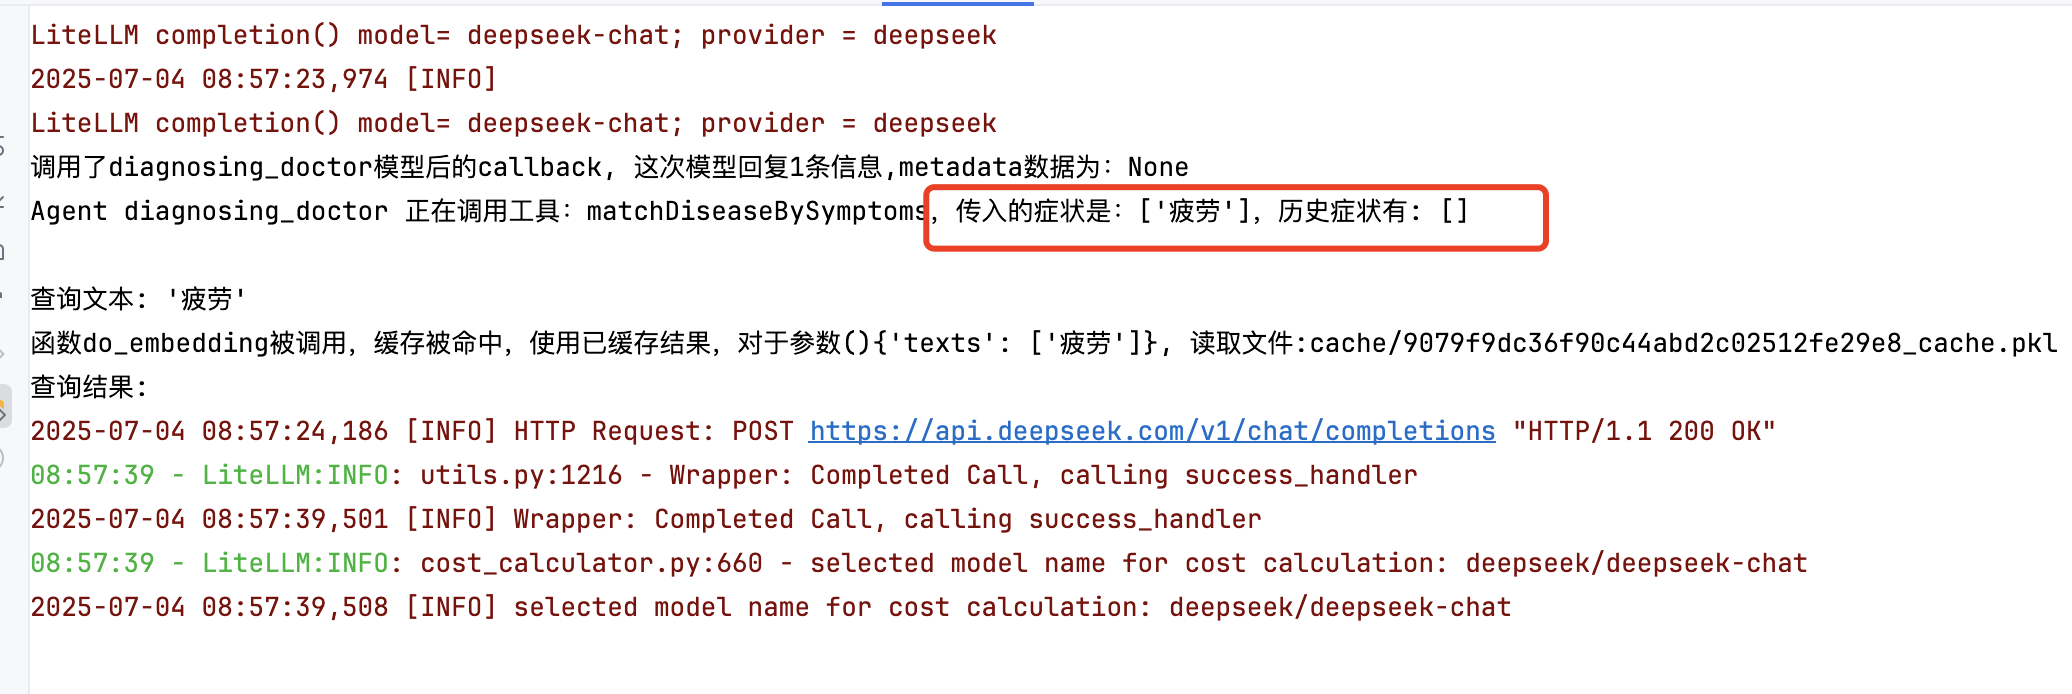 LiteLLM completion() model= deepseek-chat; provider = deepseek
2025-07-04 08:57:23,974 [INFO]
LiteLLM completion() model= deepseek-chat; provider = deepseek
调用了diagnosing_doctor模型后的callback, 这次模型回复1条信息,metadata数据为：None
Agent diagnosing_doctor 正在调用工具：matchDiseaseBySymptoms，传入的症状是：['疲劳']，历史症状有: []
查询文本: '疲劳'
函数do_embedding被调用，缓存被命中，使用已缓存结果，对于参数(){'texts': ['疲劳']}, 读取文件:cache/9079f9dc36f90c44abd2c02512fe29e8_cache.pkl
查询结果:
2025-07-04 08:57:24,186 [INFO] HTTP Request: POST https://api.deepseek.com/v1/chat/completions "HTTP/1.1 200 OK"
08:57:39 - LiteLLM:INFO: utils.py:1216 - Wrapper: Completed Call, calling success_handler
2025-07-04 08:57:39,501 [INFO] Wrapper: Completed Call, calling success_handler
08:57:39 - LiteLLM:INFO: cost_calculator.py:660 - selected model name for cost calculation: deepseek/deepseek-chat
2025-07-04 08:57:39,508 [INFO] selected model name for cost calculation: deepseek/deepseek-chat